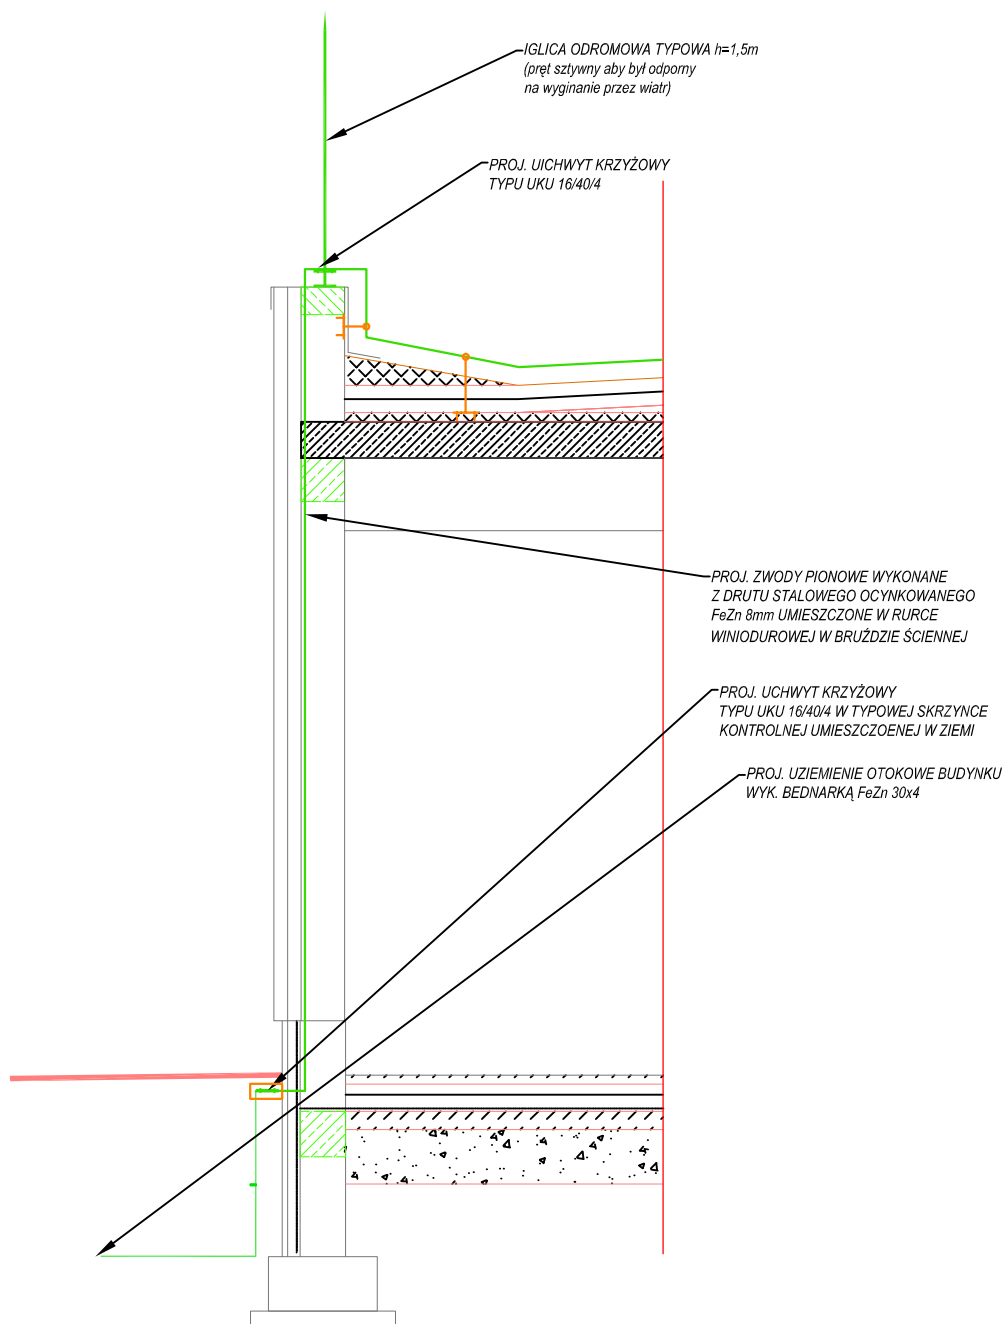 IGLICA ODROMOWA TYPOWA h=1,5m
(pręt sztywny aby był odporny
na wyginanie przez wiatr)
PROJ. UICHWYT KRZYŻOWY
TYPU UKU 16/40/4
PROJ. ZWODY PIONOWE WYKONANE
Z DRUTU STALOWEGO OCYNKOWANEGO
FeZn 8mm UMIESZCZONE W RURCE
WINIODUROWEJ W BRUŹDZIE ŚCIENNEJ
PROJ. UCHWYT KRZYŻOWY
TYPU UKU 16/40/4 W TYPOWEJ SKRZYNCE
KONTROLNEJ UMIESZCZOENEJ W ZIEMI
PROJ. UZIEMIENIE OTOKOWE BUDYNKU
WYK. BEDNARKĄ FeZn 30x4